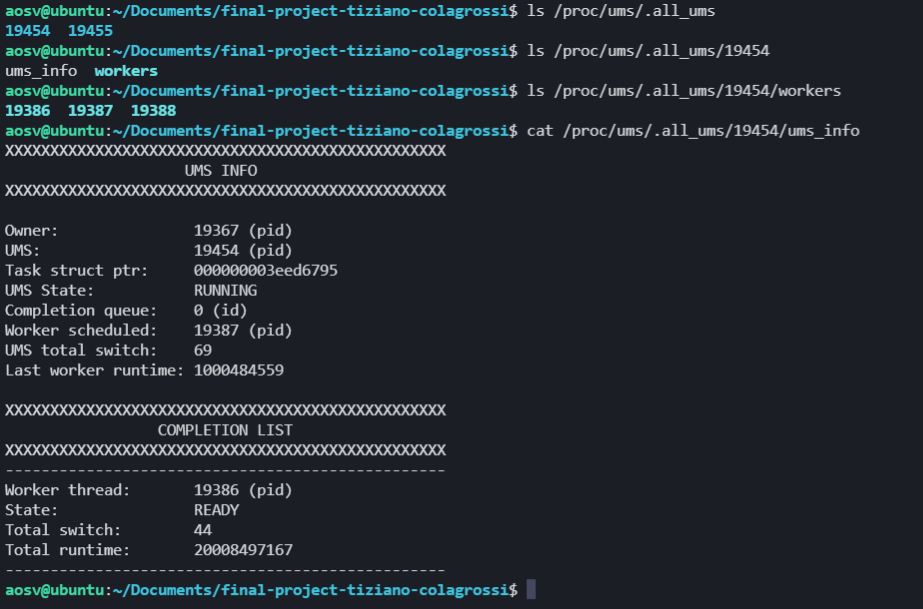 aosv@ubuntu:~/Documents/final-project-tiziano-colagrossi$ ls /proc/ums/.all_ums
19454  19455
aosv@ubuntu:~/Documents/final-project-tiziano-colagrossi$ ls /proc/ums/.all_ums/19454
ums_info  workers
aosv@ubuntu:~/Documents/final-project-tiziano-colagrossi$ ls /proc/ums/.all_ums/19454/workers
19386  19387  19388
aosv@ubuntu:~/Documents/final-project-tiziano-colagrossi$ cat /proc/ums/.all_ums/19454/ums_info
XXXXXXXXXXXXXXXXXXXXXXXXXXXXXXXXXXXXXXXXXXXXXXXXX
                    UMS INFO
XXXXXXXXXXXXXXXXXXXXXXXXXXXXXXXXXXXXXXXXXXXXXXXXX
Owner:               19367 (pid)
UMS:                 19454 (pid)
Task struct ptr:     000000003eed6795
UMS State:           RUNNING
Completion queue:    0 (id)
Worker scheduled:    19387 (pid)
UMS total switch:    69
Last worker runtime: 1000484559
XXXXXXXXXXXXXXXXXXXXXXXXXXXXXXXXXXXXXXXXXXXXXXXXX
                 COMPLETION LIST
XXXXXXXXXXXXXXXXXXXXXXXXXXXXXXXXXXXXXXXXXXXXXXXXX
-------------------------------------------------
Worker thread:       19386 (pid)
State:               READY
Total switch:        44
Total runtime:       20008497167
-------------------------------------------------
aosv@ubuntu:~/Documents/final-project-tiziano-colagrossi$